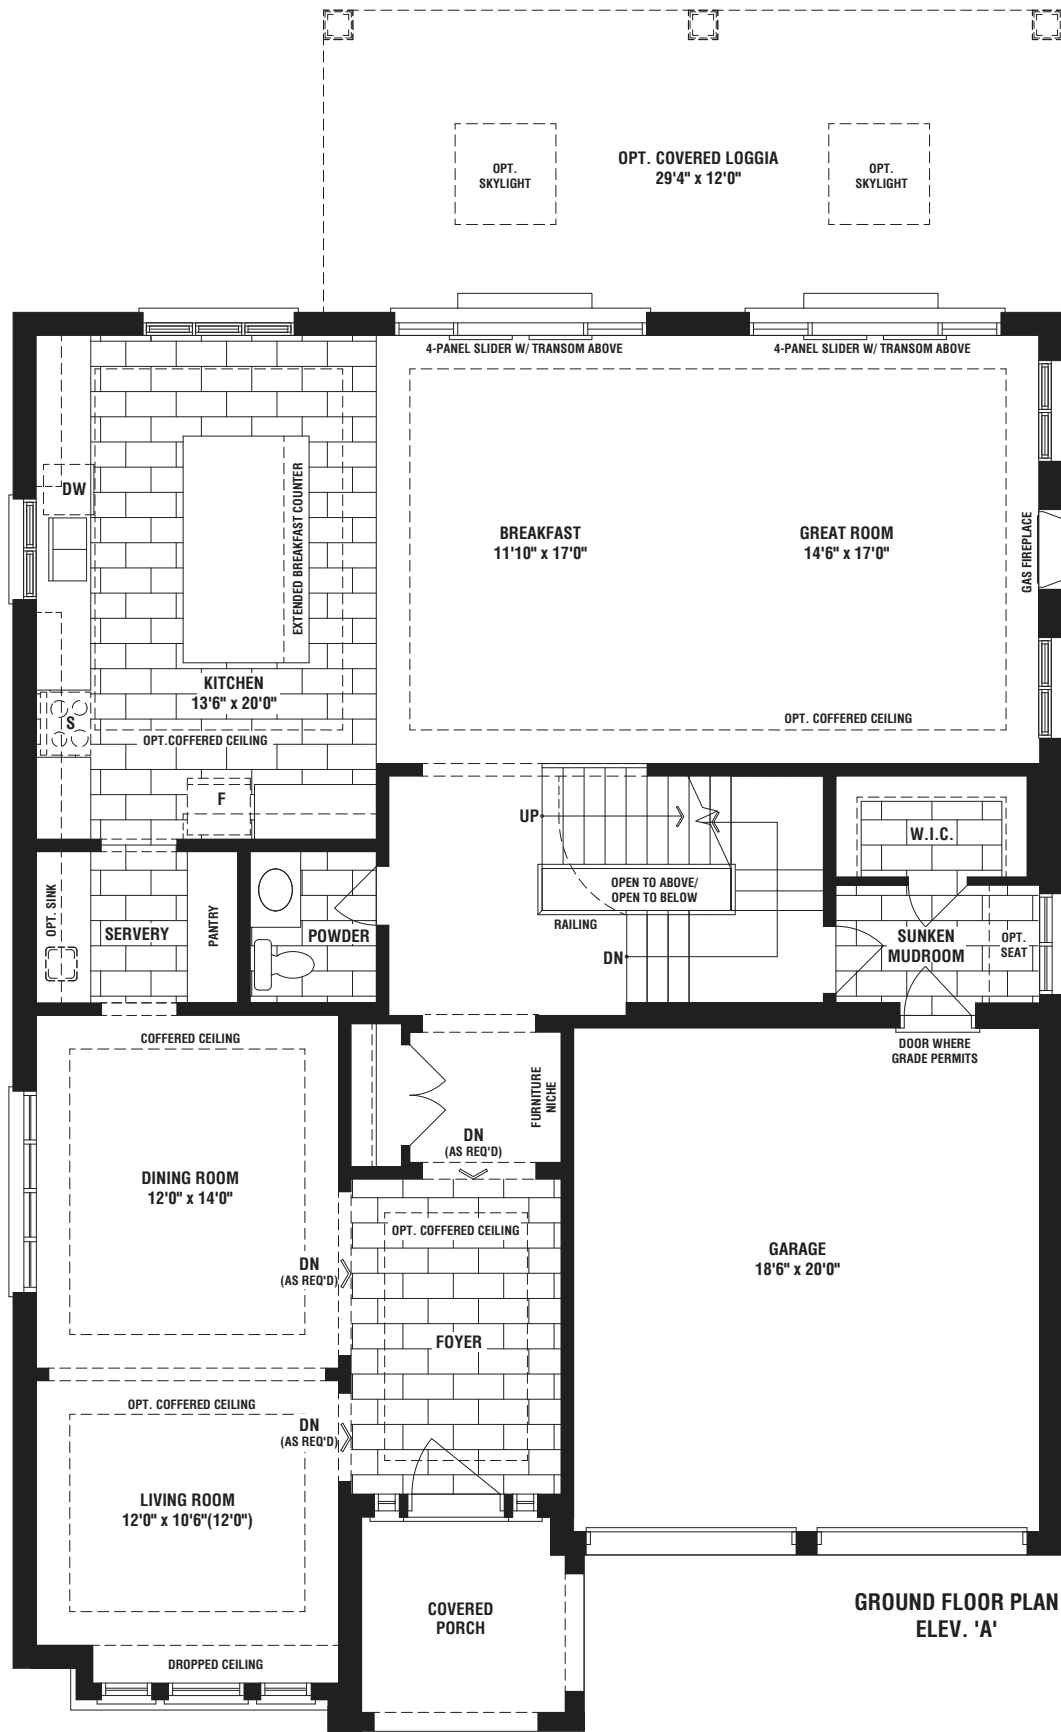 OPT. COVERED LOGGIA
29'4" x 12'0"
OPT.
SKYLIGHT
OPT.
SKYLIGHT
4-PANEL SLIDER W/ TRANSOM ABOVE
4-PANEL SLIDER W/ TRANSOM ABOVE
DW
EXTENDED BREAKFAST COUNTER
BREAKFAST
11'10" x 17'0"
GREAT ROOM
14'6" x 17'0"
GAS FIREPLACE
KITCHEN
13'6" x 20'0"
S
OPT.COFFERED CEILING
OPT. COFFERED CEILING
F
UP
W.I.C.
OPEN TO ABOVE/
OPEN TO BELOW
RAILING
DN
OPT. SINK
SERVERY
PANTRY
POWDER
SUNKEN
MUDROOM
OPT.
SEAT
DOOR WHERE
GRADE PERMITS
COFFERED CEILING
FURNITURE
NICHE
DN
(AS REQ'D)
DINING ROOM
12'0" x 14'0"
OPT. COFFERED CEILING
DN
(AS REQ'D)
GARAGE
18'6" x 20'0"
FOYER
OPT. COFFERED CEILING
DN
(AS REQ'D)
LIVING ROOM
12'0" x 10'6"(12'0")
COVERED
PORCH
DROPPED CEILING
GROUND FLOOR PLAN
ELEV. 'A'